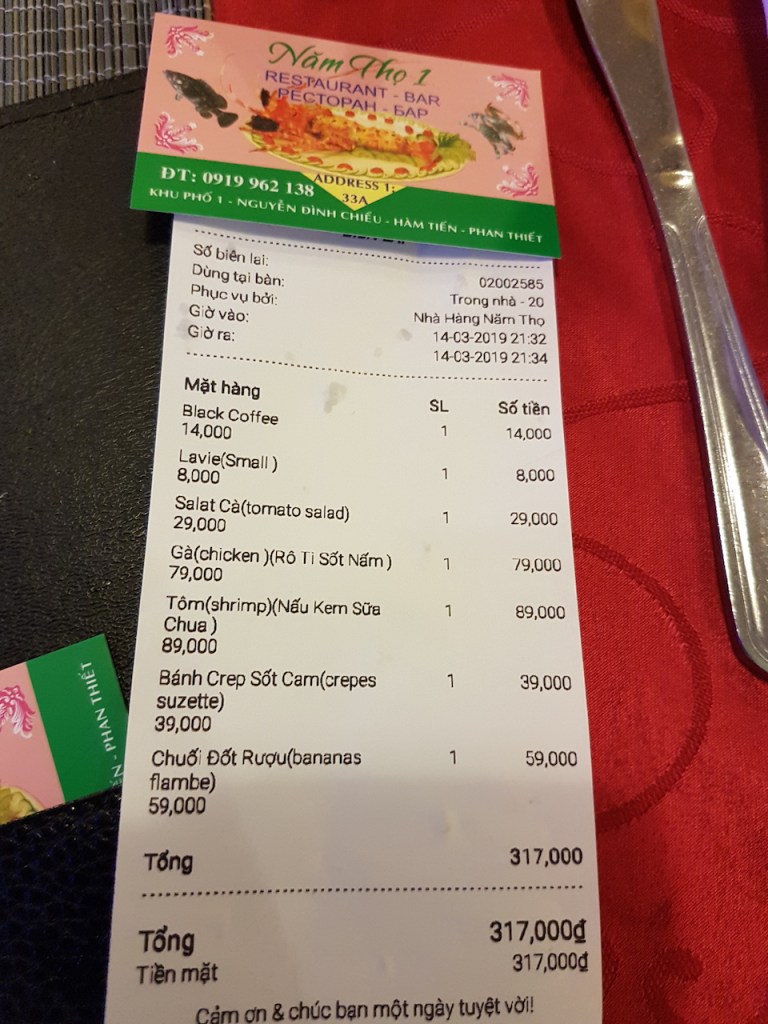 Năm Thọ 1
RESTAURANT - BAR
РЕСТОРАН - БАР
ĐT: 0919 962 138
ADDRESS 1:
33A
KHU PHỐ 1 - NGUYỄN ĐÌNH CHIỂU - HÀM TIẾN - PHAN THIẾT
Số biên lai: 02002585
Dùng tại bàn: Trong nhà - 20
Phục vụ bởi: Nhà Hàng Năm Thọ
Giờ vào: 14-03-2019 21:32
Giờ ra: 14-03-2019 21:34
Mặt hàng SL Số tiền
Black Coffee
14,000 1 14,000
Lavie(Small )
8,000 1 8,000
Salat Cà(tomato salad)
29,000 1 29,000
Gà(chicken )(Rô Ti Sốt Nấm )
79,000 1 79,000
Tôm(shrimp)(Nấu Kem Sữa 1 89,000
Chua )
89,000
Bánh Crep Sốt Cam(crepes 1 39,000
suzette)
39,000
Chuối Đốt Rượu(bananas 1 59,000
flambe)
59,000
Tổng 317,000
Tổng 317,000₫
Tiền mặt 317,000₫
Cảm ơn & chúc bạn một ngày tuyệt vời!
- PHAN THIẾT